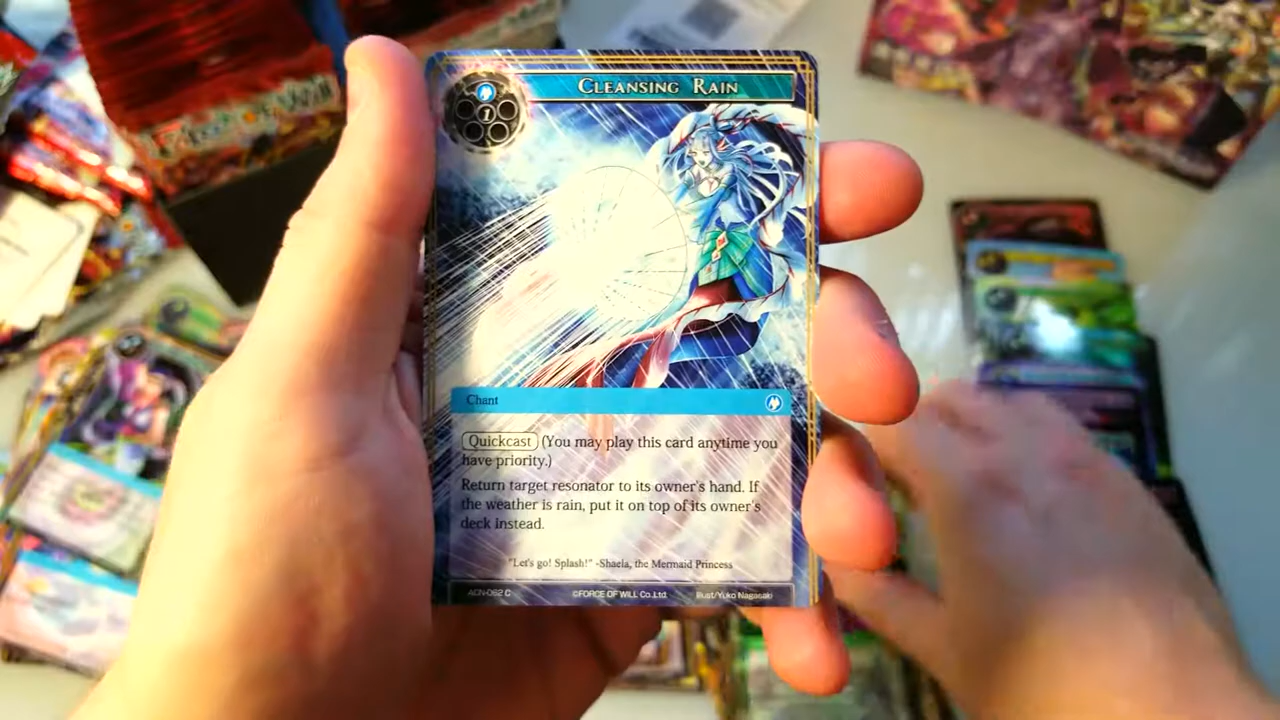 CLEANSING RAIN
1
Chant
Quickcast (You may play this card anytime you
have priority.)
Return target resonator to its owner's hand. If
the weather is rain, put it on top of its owner's
deck instead.
"Let's go! Splash!" -Shaela, the Mermaid Princess
ACN-062 C ©FORCE OF WILL Co.,Ltd. Illust/Yuko Nagasaki